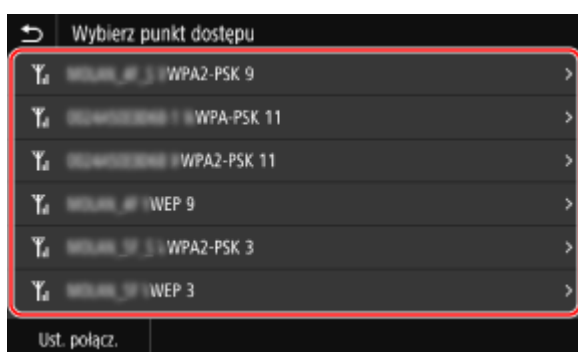 Wybierz punkt dostępu
WPA2-PSK 9
WPA-PSK 11
WPA2-PSK 11
WEP 9
WPA2-PSK 3
WEP 3
Ust. połącz.